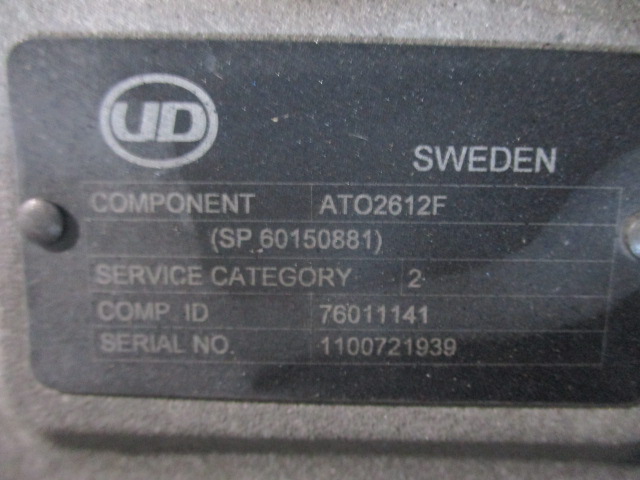 UD
SWEDEN
COMPONENT ATO2612F
(SP 60150881)
SERVICE CATEGORY 2
COMP. ID 76011141
SERIAL NO. 1100721939